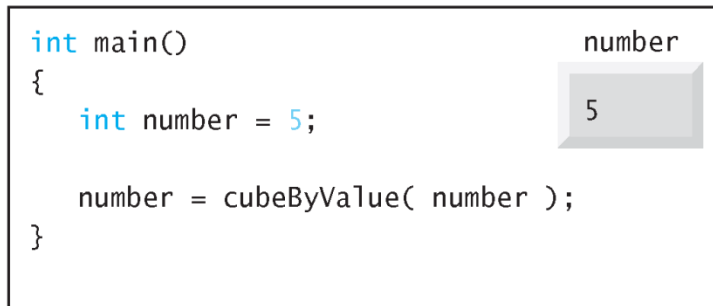 int main()
number
{
5
int number = 5;
number = cubeByValue( number );
}